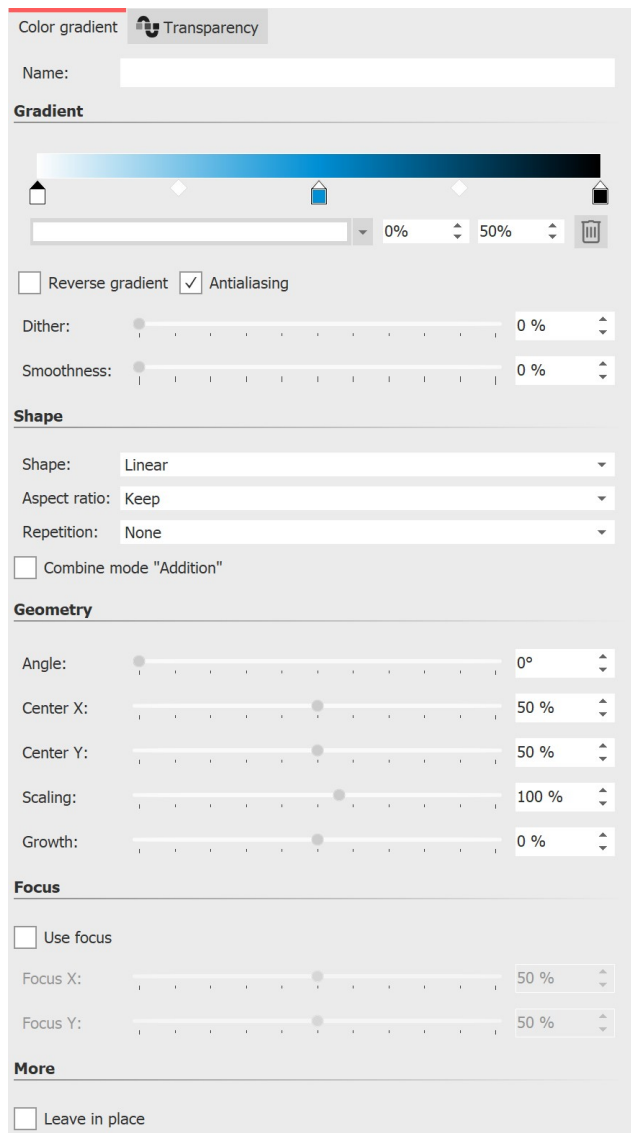 Color gradient Transparency
Name:
Gradient
0% 50%
Reverse gradient Antialiasing
Dither: 0 %
Smoothness: 0 %
Shape
Shape: Linear
Aspect ratio: Keep
Repetition: None
Combine mode "Addition"
Geometry
Angle: 0°
Center X: 50 %
Center Y: 50 %
Scaling: 100 %
Growth: 0 %
Focus
Use focus
Focus X: 50 %
Focus Y: 50 %
More
Leave in place